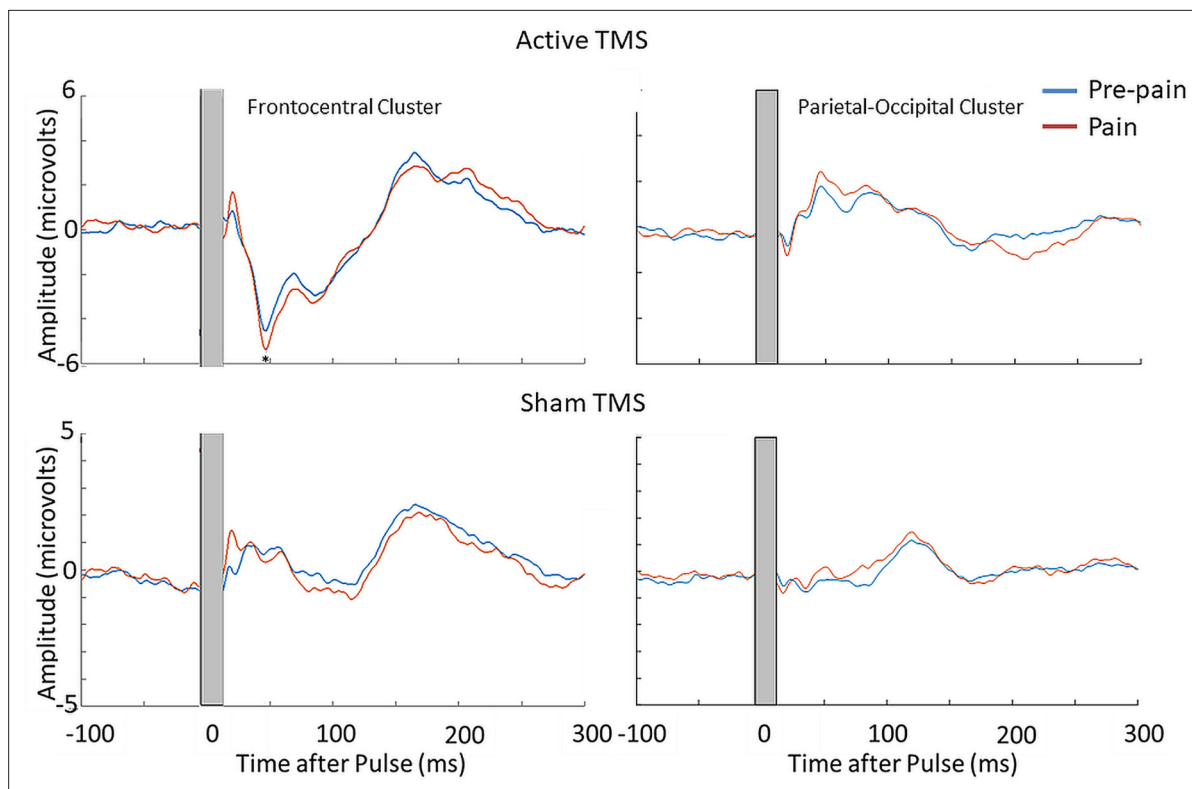 Active TMS
Frontocentral Cluster
Parietal-Occipital Cluster
Pre-pain
Pain
Amplitude (microvolts)
6
0
-6
*
Sham TMS
Amplitude (microvolts)
5
0
-5
-100 0 100 200 300
-100 0 100 200 300
Time after Pulse (ms)
Time after Pulse (ms)